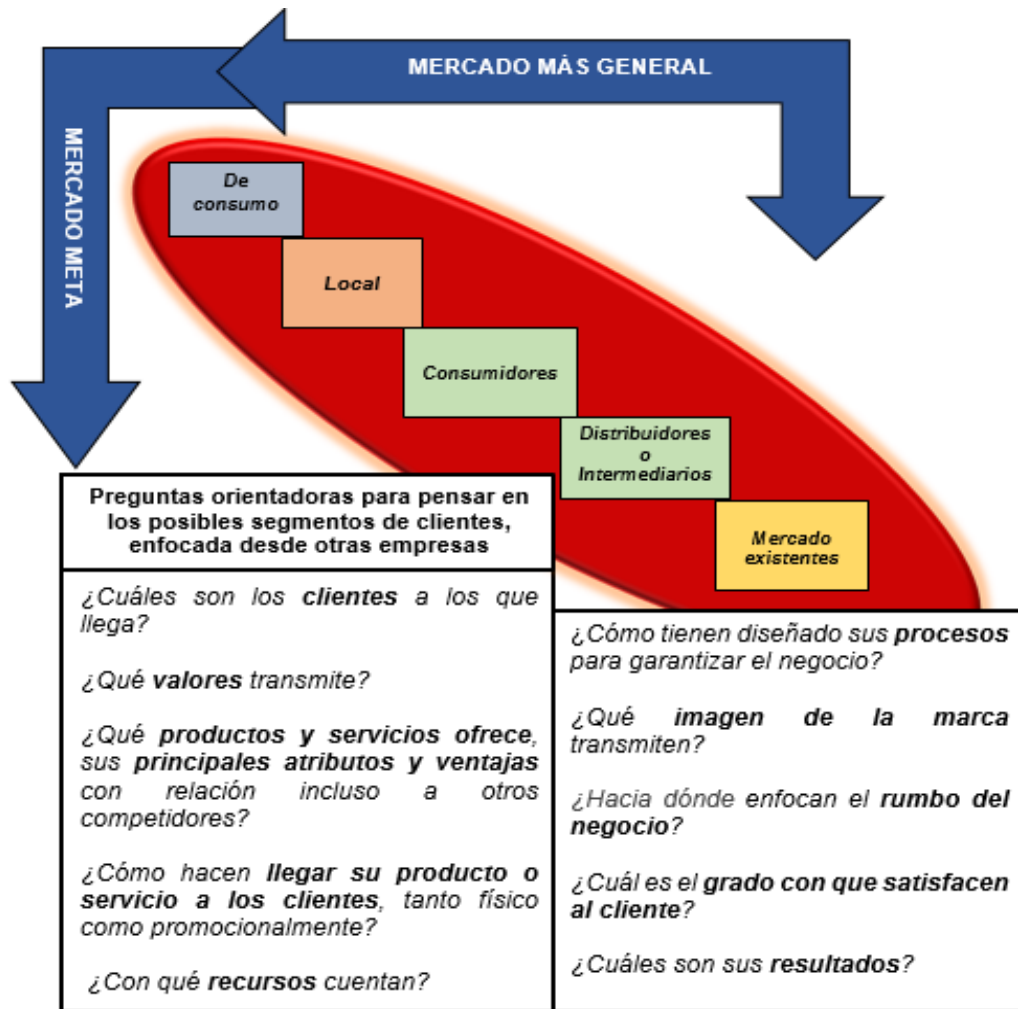 MERCADO MÀS GENERAL
MERCADO META
De
consumo
Local
Consumidores
Distribuidores
o
Intermediarios
Mercado
existentes
Preguntas orientadoras para pensar en
los posibles segmentos de clientes,
enfocada desde otras empresas
¿Cuáles son los clientes a los que
llega?
¿Qué valores transmite?
¿Qué productos y servicios ofrece,
sus principales atributos y ventajas
con relación incluso a otros
competidores?
¿Cómo hacen llegar su producto o
servicio a los clientes, tanto físico
como promocionalmente?
¿Con qué recursos cuentan?
¿Cómo tienen diseñado sus procesos
para garantizar el negocio?
¿Qué imagen de la marca
transmiten?
¿Hacia dónde enfocan el rumbo del
negocio?
¿Cuál es el grado con que satisfacen
al cliente?
¿Cuáles son sus resultados?